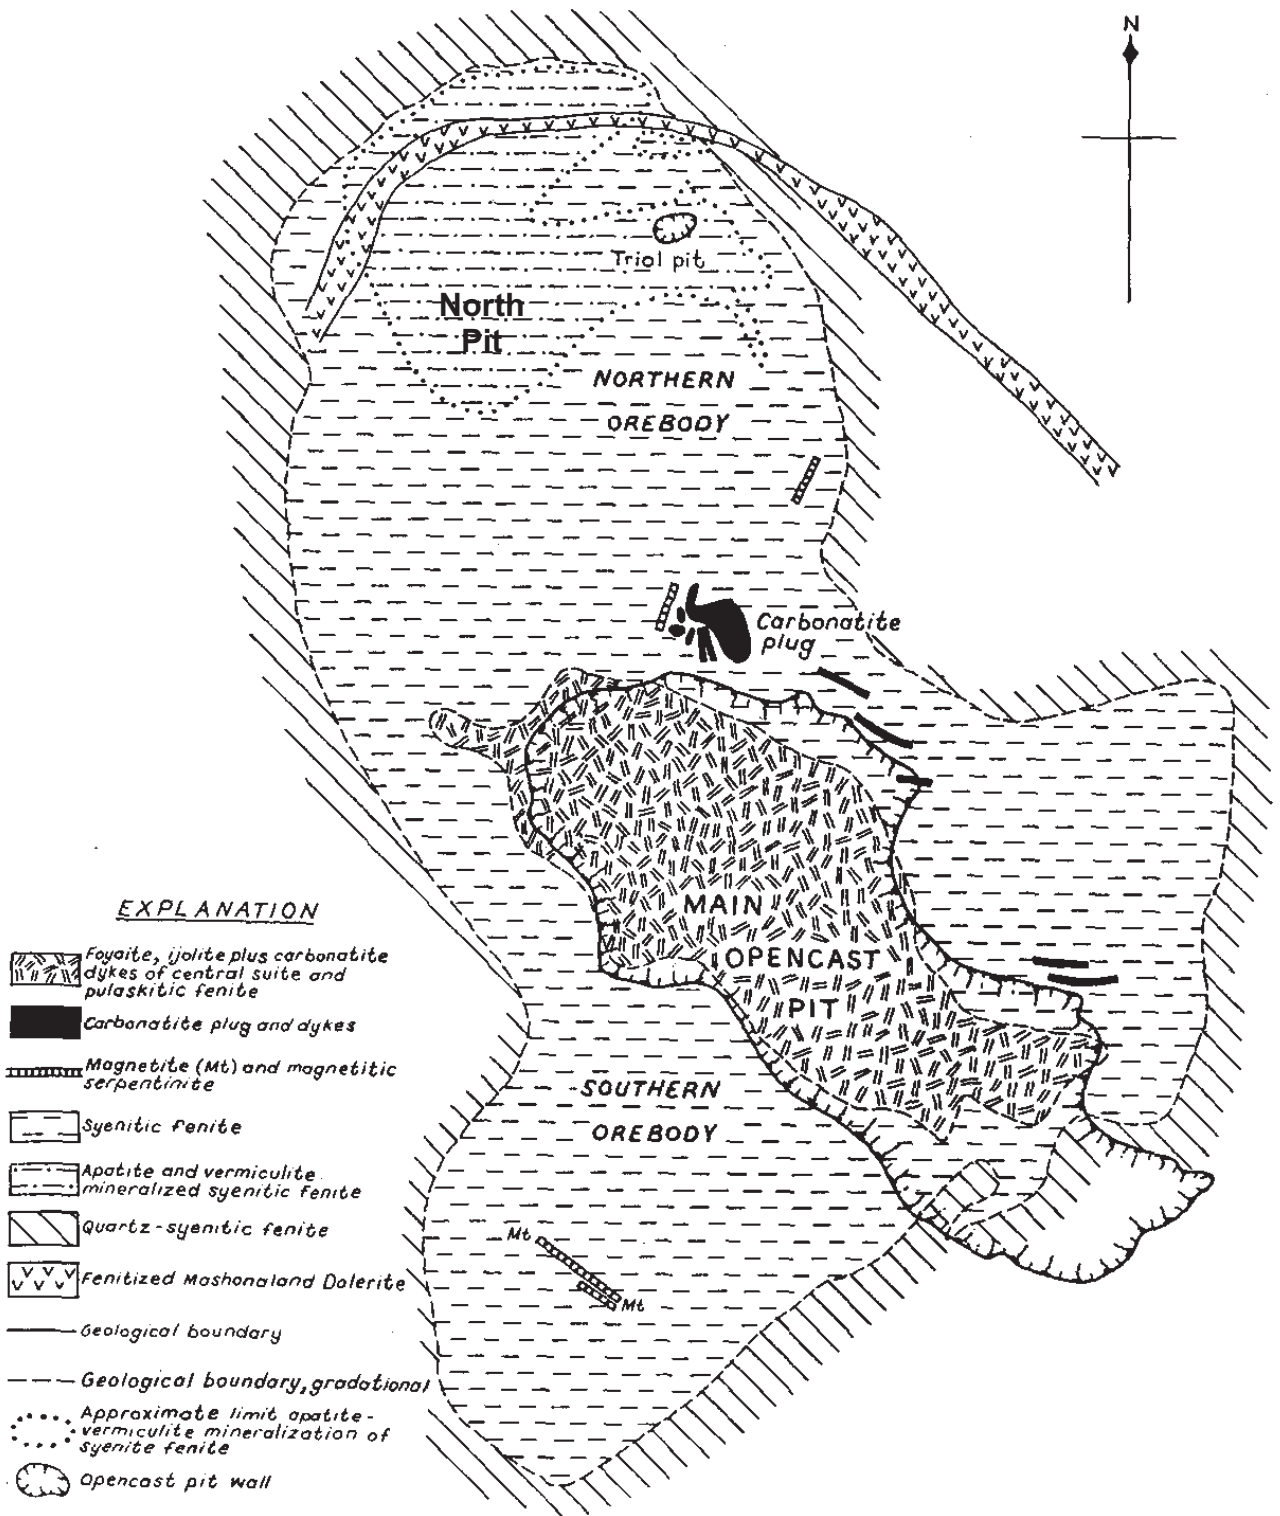 N
Trial pit
North
Pit
NORTHERN
OREBODY
Carbonatite
plug
MAIN
OPENCAST
PIT
SOUTHERN
OREBODY
Mt
Mt
EXPLANATION
Foyaite, ijolite plus carbonatite
dykes of central suite and
pulaskitic fenite
Carbonatite plug and dykes
Magnetite (Mt) and magnetitic
serpentinite
Syenitic fenite
Apatite and vermiculite
mineralized syenitic fenite
Quartz-syenitic fenite
Fenitized Mashonaland Dolerite
Geological boundary
Geological boundary, gradational
Approximate limit apatite-
vermiculite mineralization of
syenite fenite
Opencast pit wall